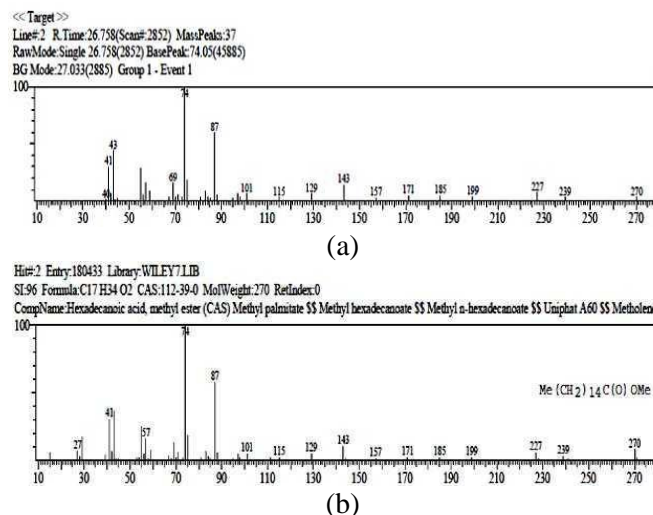 << Target >>
Line#:2 R.Time:26.758(Scan#:2852) MassPeaks:37
RawMode:Single 26.758(2852) BasePeak:74.05(45885)
BG Mode:27.033(2885) Group 1 - Event 1
100
74
87
43
41
40
69
101
115
129
143
157
171
185
199
227
239
270
10 30 50 70 90 110 130 150 170 190 210 230 250 270
(a)
Hit#:2 Entry:180433 Library:WILEY7.LIB
SI:96 Formula:C17 H34 O2 CAS:112-39-0 MolWeight:270 RetIndex:0
CompName:Hexadecanoic acid, methyl ester (CAS) Methyl palmitate $$ Methyl hexadecanoate $$ Methyl n-hexadecanoate $$ Uniphat A60 $$ Metholene
100
74
87
Me(CH2)14C(O)OMe
41
57
27
101
115
129
143
157
171
185
199
227
239
270
10 30 50 70 90 110 130 150 170 190 210 230 250 270
(b)